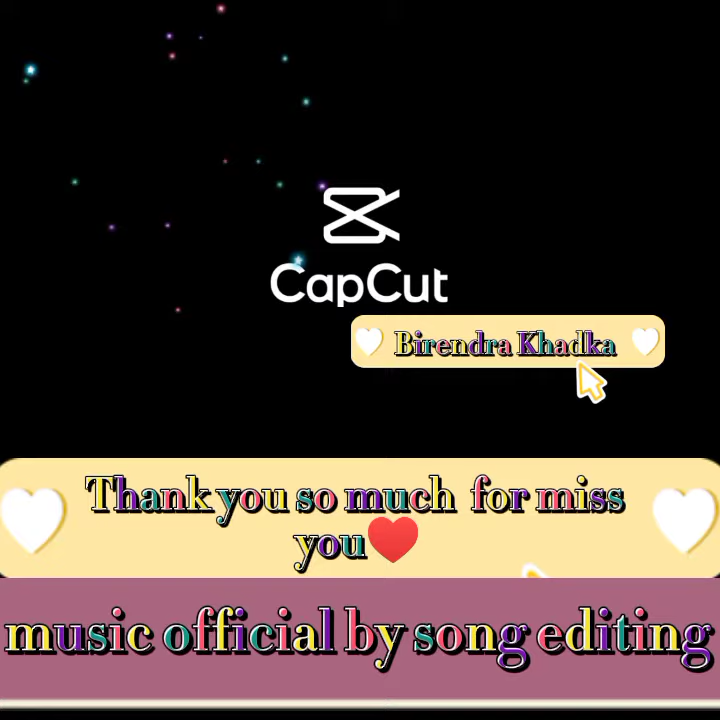 CapCut
Birendra Khadka
Thank you so much for miss
you❤️
music official by song editing